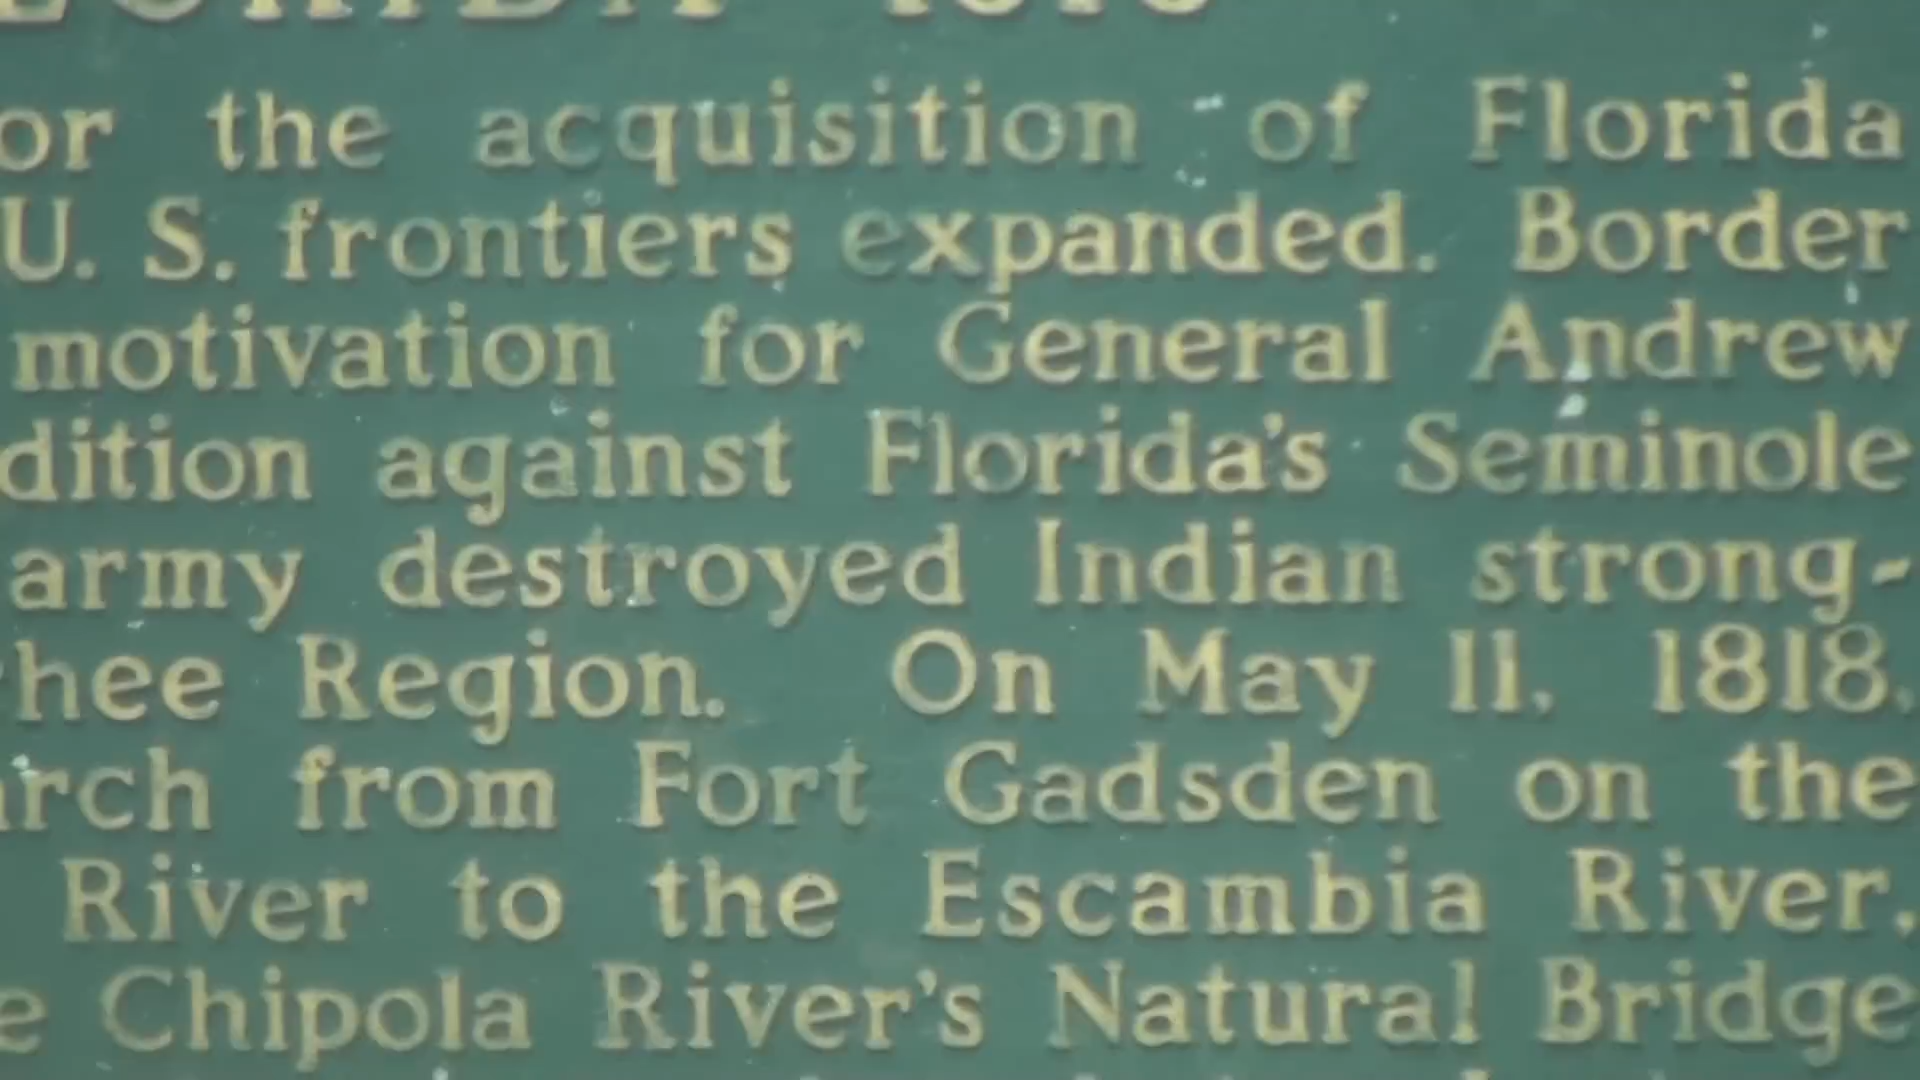 FLORIDA 1818
or the acquisition of Florida
U. S. frontiers expanded. Border
motivation for General Andrew
dition against Florida's Seminole
army destroyed Indian strong-
hee Region. On May 11, 1818,
rch from Fort Gadsden on the
River to the Escambia River,
e Chipola River's Natural Bridge